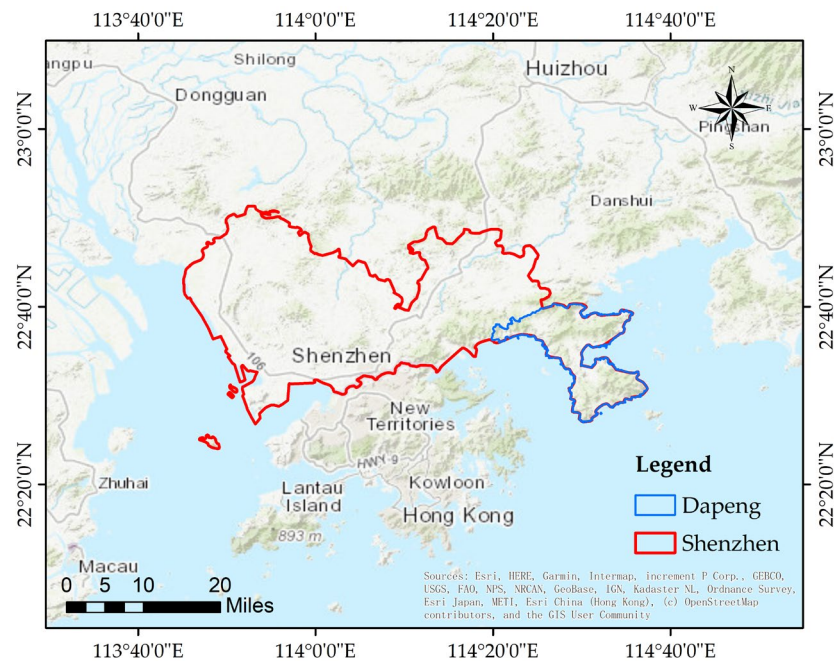 113°40'0"E 114°0'0"E 114°20'0"E 114°40'0"E
angpu
Shilong
Huizhou
Dongguan
N
W E
S
Pingshan
23°0'0"N
23°0'0"N
Danshui
22°40'0"N
22°40'0"N
106
Shenzhen
New
Territories
HWY-9
Zhuhai
Lantau
Island
Kowloon
Hong Kong
893 m
22°20'0"N
22°20'0"N
Macau
Legend
Dapeng
Shenzhen
0 5 10 20
Miles
Sources: Esri, HERE, Garmin, Intermap, increment P Corp., GEBCO,
USGS, FAO, NPS, NRCAN, GeoBase, IGN, Kadaster NL, Ordnance Survey,
Esri Japan, METI, Esri China (Hong Kong), (c) OpenStreetMap
contributors, and the GIS User Community
113°40'0"E 114°0'0"E 114°20'0"E 114°40'0"E